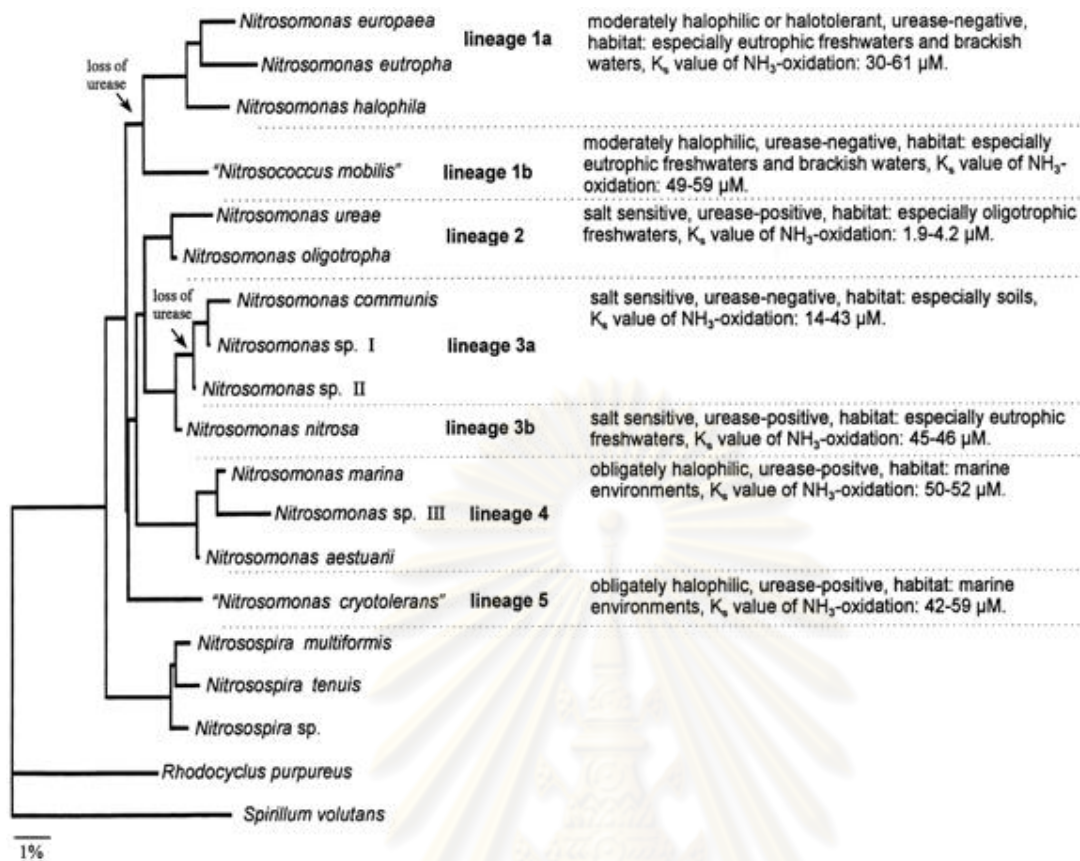 Nitrosomonas europaea
lineage 1a
moderately halophilic or halotolerant, urease-negative,
habitat: especially eutrophic freshwaters and brackish
waters, Kₛ value of NH₃-oxidation: 30-61 µM.
loss of
urease
Nitrosomonas eutropha
Nitrosomonas halophila
"Nitrosococcus mobilis"
lineage 1b
moderately halophilic, urease-negative, habitat: especially
eutrophic freshwaters and brackish waters, Kₛ value of NH₃-
oxidation: 49-59 µM.
Nitrosomonas ureae
lineage 2
salt sensitive, urease-positive, habitat: especially oligotrophic
freshwaters, Kₛ value of NH₃-oxidation: 1.9-4.2 µM.
Nitrosomonas oligotropha
loss of
urease
Nitrosomonas communis
salt sensitive, urease-negative, habitat: especially soils,
Kₛ value of NH₃-oxidation: 14-43 µM.
Nitrosomonas sp. I
lineage 3a
Nitrosomonas sp. II
Nitrosomonas nitrosa
lineage 3b
salt sensitive, urease-positive, habitat: especially eutrophic
freshwaters, Kₛ value of NH₃-oxidation: 45-46 µM.
Nitrosomonas marina
obligately halophilic, urease-positve, habitat: marine
environments, Kₛ value of NH₃-oxidation: 50-52 µM.
Nitrosomonas sp. III
lineage 4
Nitrosomonas aestuarii
"Nitrosomonas cryotolerans"
lineage 5
obligately halophilic, urease-positive, habitat: marine
environments, Kₛ value of NH₃-oxidation: 42-59 µM.
Nitrosospira multiformis
Nitrosospira tenuis
Nitrosospira sp.
Rhodocyclus purpureus
Spirillum volutans
1%